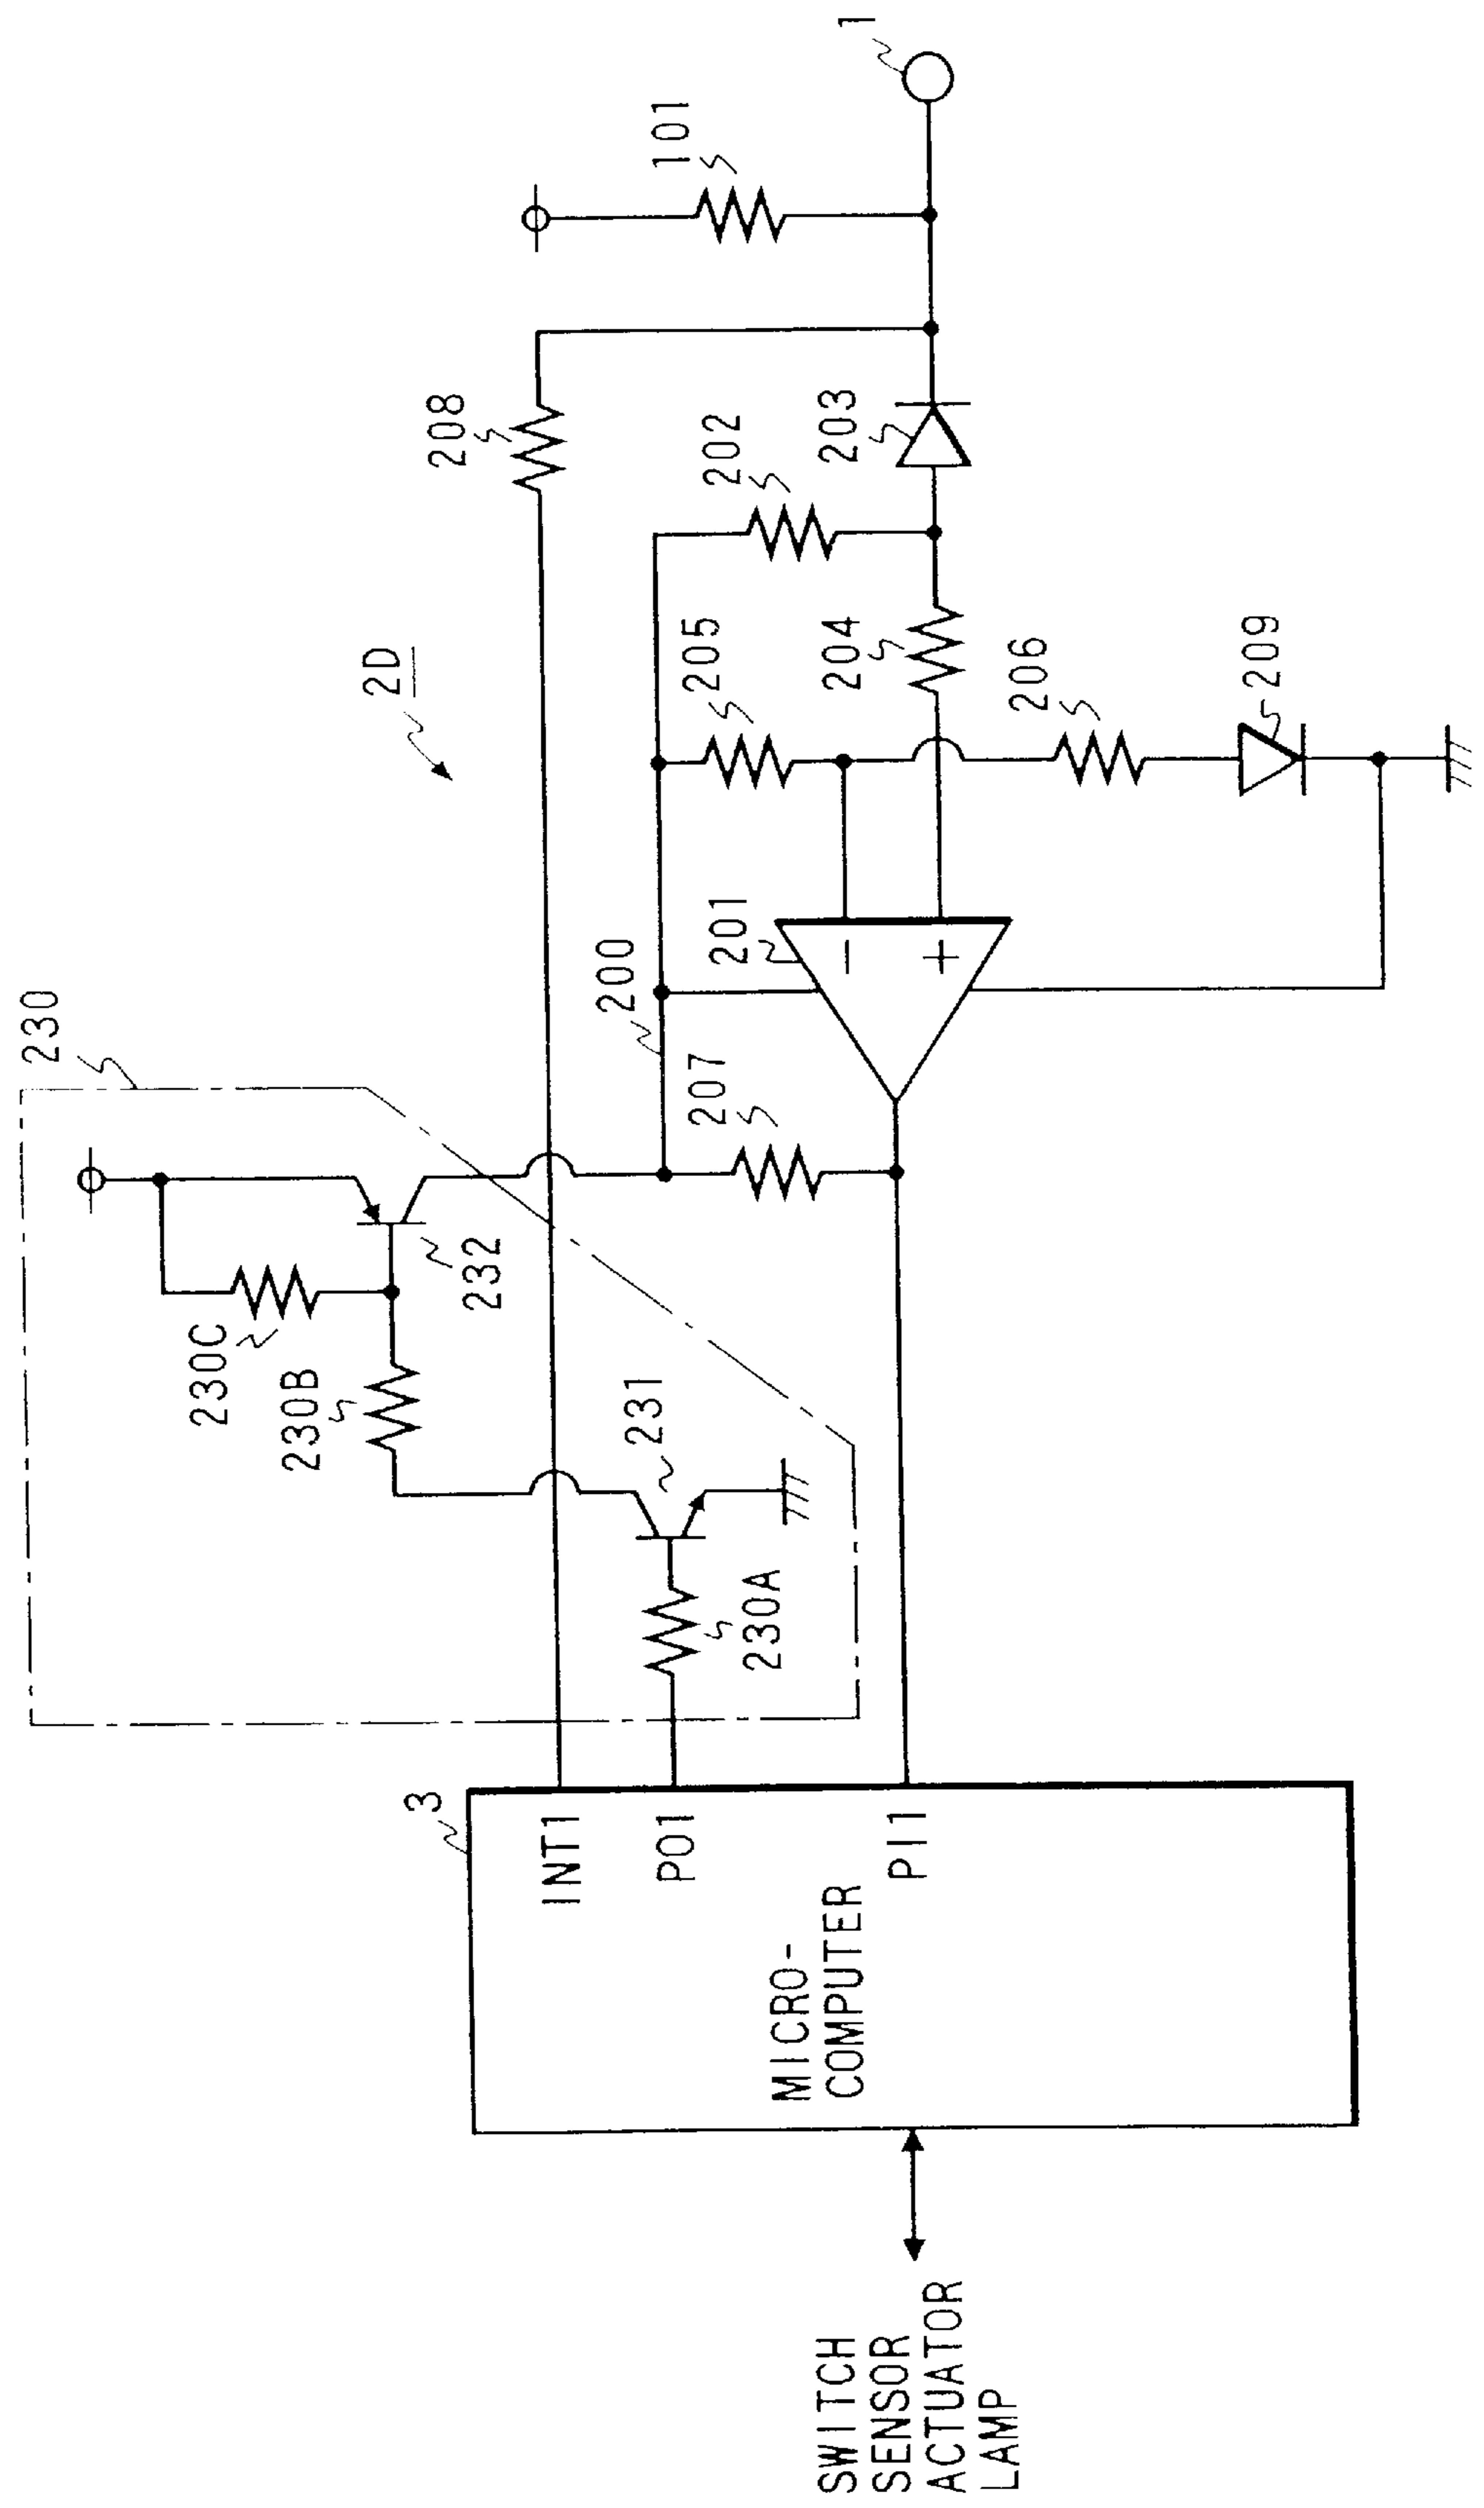 SWITCH
SENSOR
ACTUATOR
LAMP
3
INT1
PO1
PI1
MICRO-
COMPUTER
230
230C
230B
232
231
230A
2D
200
207
201
−
+
208
205
202
204
203
206
209
101
1